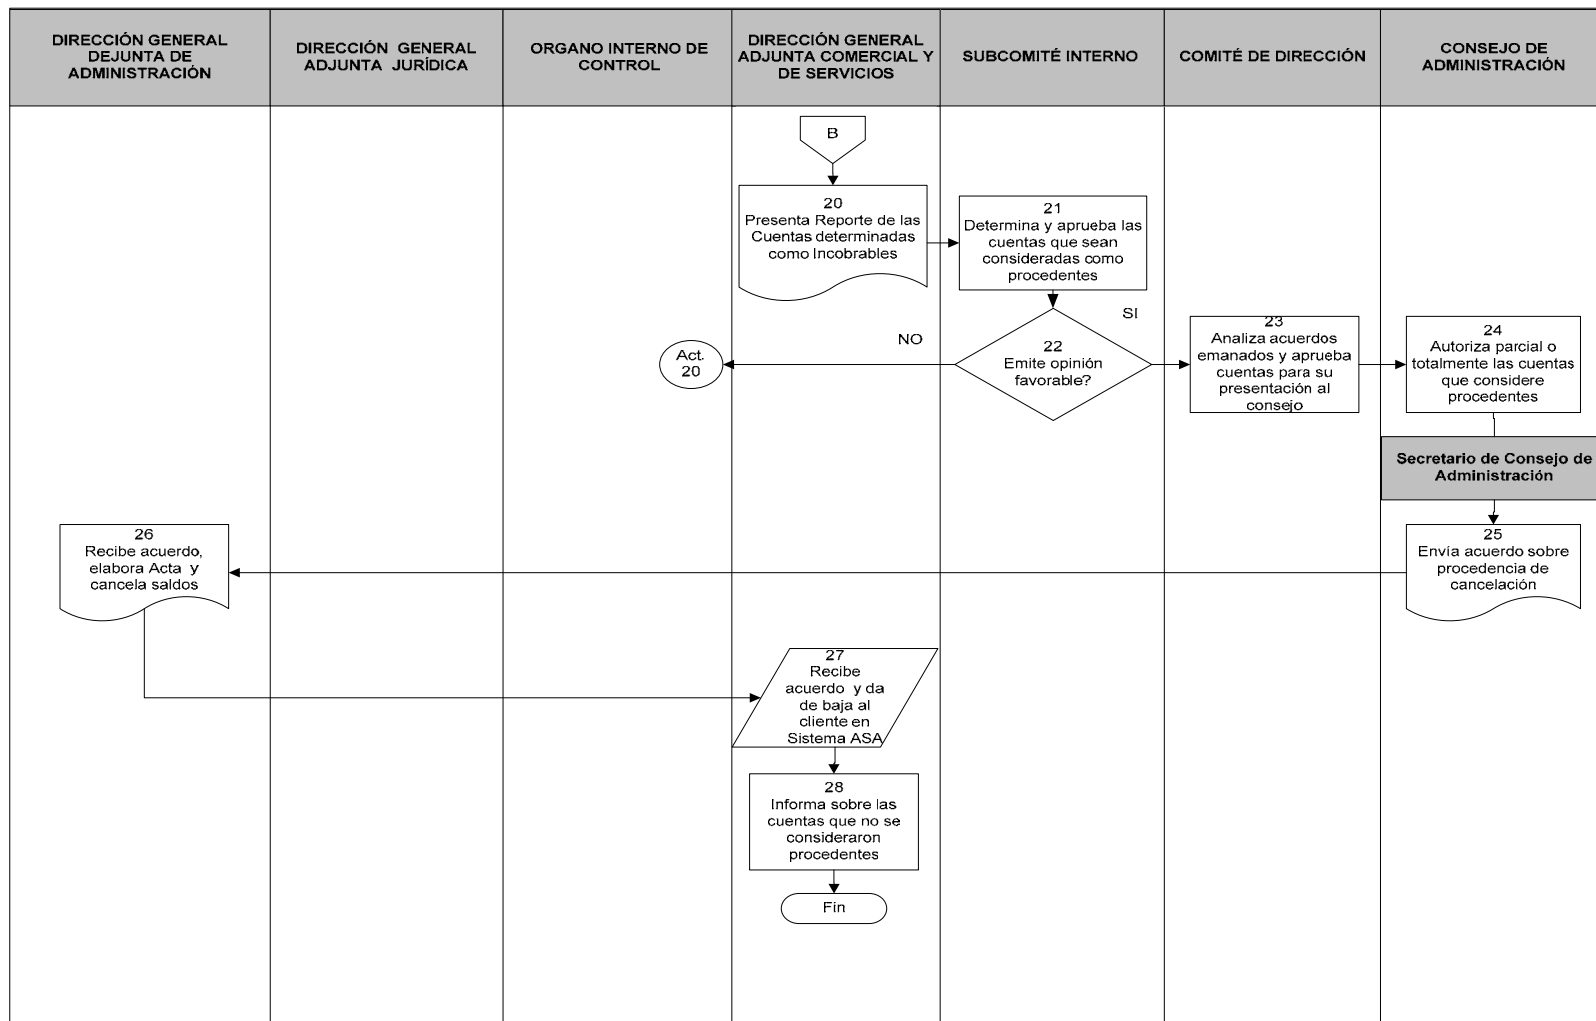 DIRECCIÓN GENERAL
DEJUNTA DE
ADMINISTRACIÓN
DIRECCIÓN GENERAL
ADJUNTA JURÍDICA
ORGANO INTERNO DE
CONTROL
DIRECCIÓN GENERAL
ADJUNTA COMERCIAL Y
DE SERVICIOS
SUBCOMITÉ INTERNO
COMITÉ DE DIRECCIÓN
CONSEJO DE
ADMINISTRACIÓN
B
20
Presenta Reporte de las
Cuentas determinadas
como Incobrables
21
Determina y aprueba las
cuentas que sean
consideradas como
procedentes
22
Emite opinión
favorable?
NO
SI
Act.
20
23
Analiza acuerdos
emanados y aprueba
cuentas para su
presentación al
consejo
24
Autoriza parcial o
totalmente las cuentas
que considere
procedentes
Secretario de Consejo de
Administración
25
Envía acuerdo sobre
procedencia de
cancelación
26
Recibe acuerdo,
elabora Acta y
cancela saldos
27
Recibe
acuerdo y da
de baja al
cliente en
Sistema ASA
28
Informa sobre las
cuentas que no se
consideraron
procedentes
Fin